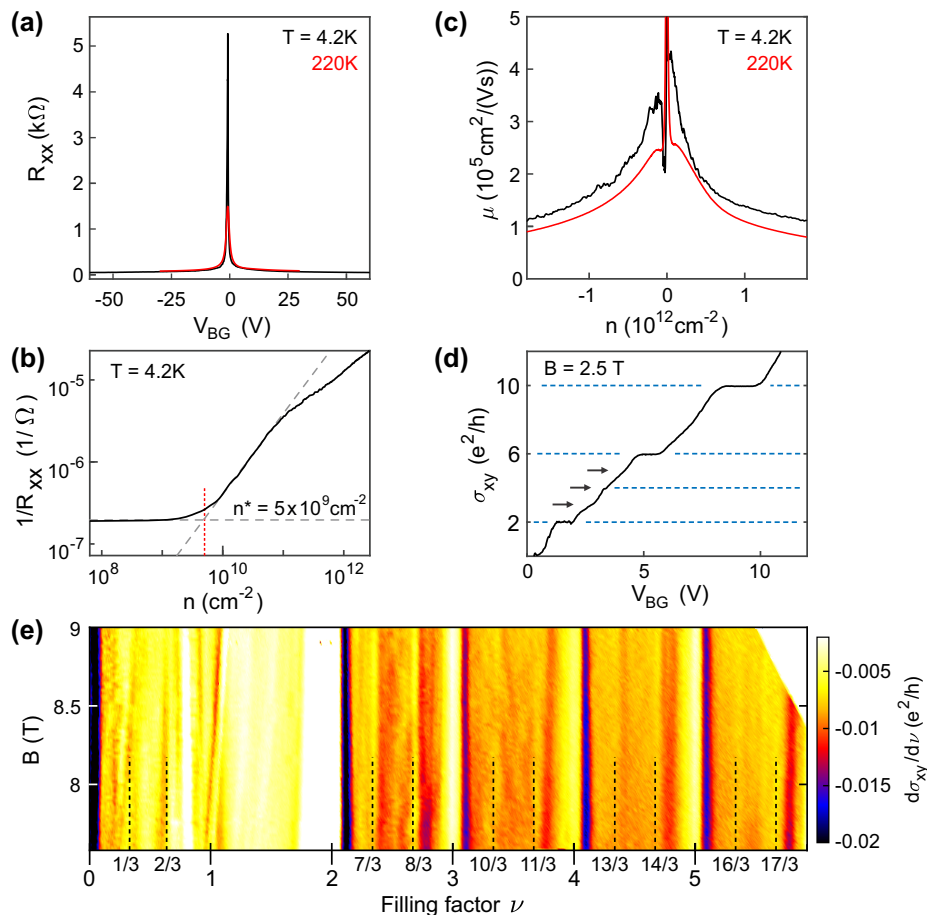 (a)
T = 4.2K
220K
R_xx (kΩ)
5
4
3
2
1
0
-50 -25 0 25 50
V_BG (V)
(c)
T = 4.2K
220K
μ (10^5 cm^2/(Vs)
5
4
3
2
1
0
-1 0 1
n (10^12 cm^-2)
(b)
T = 4.2K
1/R_xx (1/Ω)
10^-5
10^-6
10^-7
n* = 5x10^9cm^-2
10^8 10^10 10^12
n (cm^-2)
(d)
B = 2.5 T
σ_xy (e^2/h)
10
6
4
2
0 5 10
V_BG (V)
(e)
B (T)
9
8.5
8
0 1/3 2/3 1 2 7/3 8/3 3 10/3 11/3 4 13/3 14/3 5 16/3 17/3
Filling factor ν
-0.005
-0.01
-0.015
-0.02
dσ_xy/dν (e^2/h)